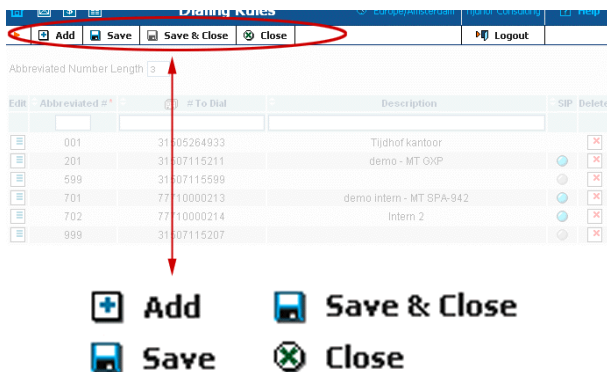 Dialing Rules Europe/Amsterdam Tijdhof Consulting Help
Add Save Save & Close Close Logout
Abbreviated Number Length 3
Edit Abbreviated #* # To Dial Description SIP Delete
001 31505264933 Tijdhof kantoor
201 31507115211 demo - MT GXP
599 31507115599
701 77710000213 demo intern - MT SPA-942
702 77710000214 Intern 2
999 31507115207
Add Save & Close
Save Close